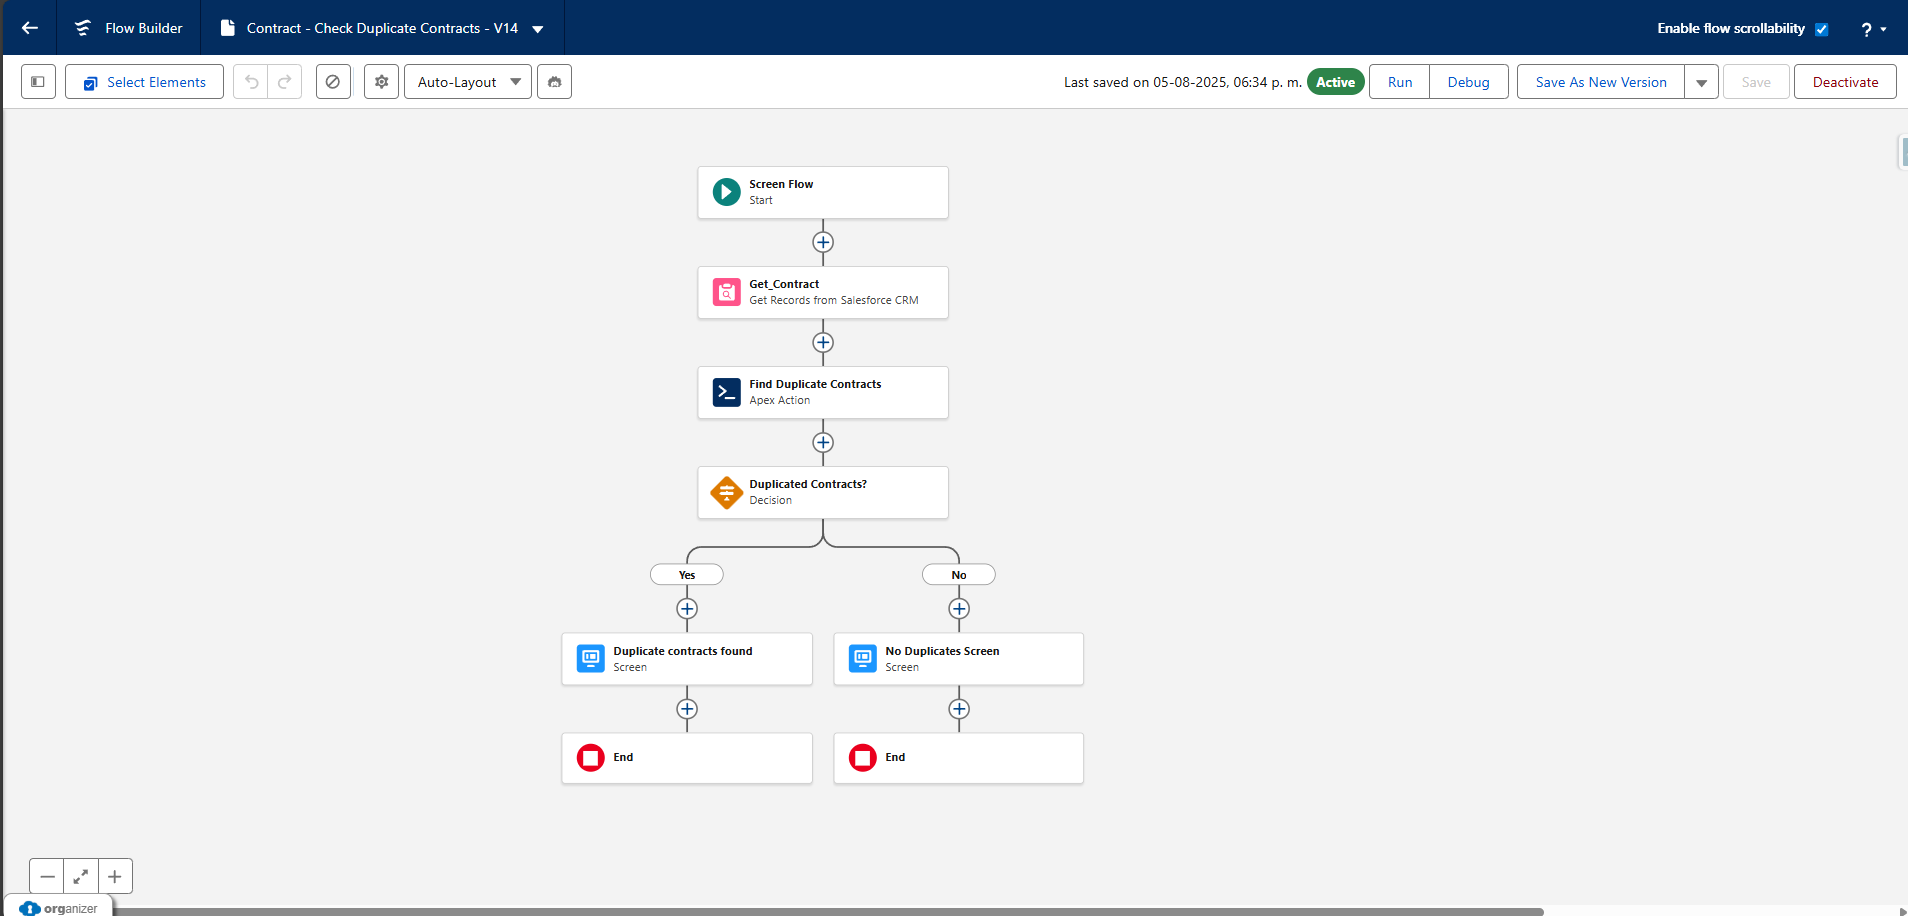 Flow Builder
Contract - Check Duplicate Contracts - V14
Enable flow scrollability
?
Select Elements
Auto-Layout
Last saved on 05-08-2025, 06:34 p. m.
Active
Run
Debug
Save As New Version
Save
Deactivate
Screen Flow
Start
Get_Contract
Get Records from Salesforce CRM
Find Duplicate Contracts
Apex Action
Duplicated Contracts?
Decision
Yes
No
Duplicate contracts found
Screen
No Duplicates Screen
Screen
End
End
organizer